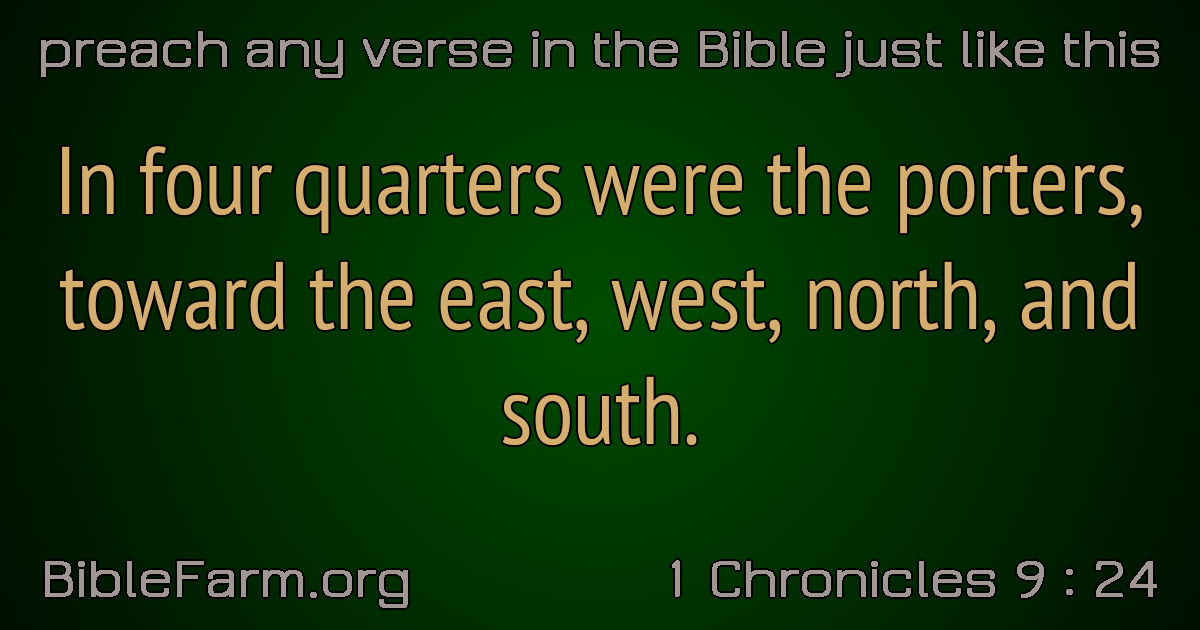 preach any verse in the Bible just like this
In four quarters were the porters,
toward the east, west, north, and
south.
BibleFarm.org
1 Chronicles 9 : 24